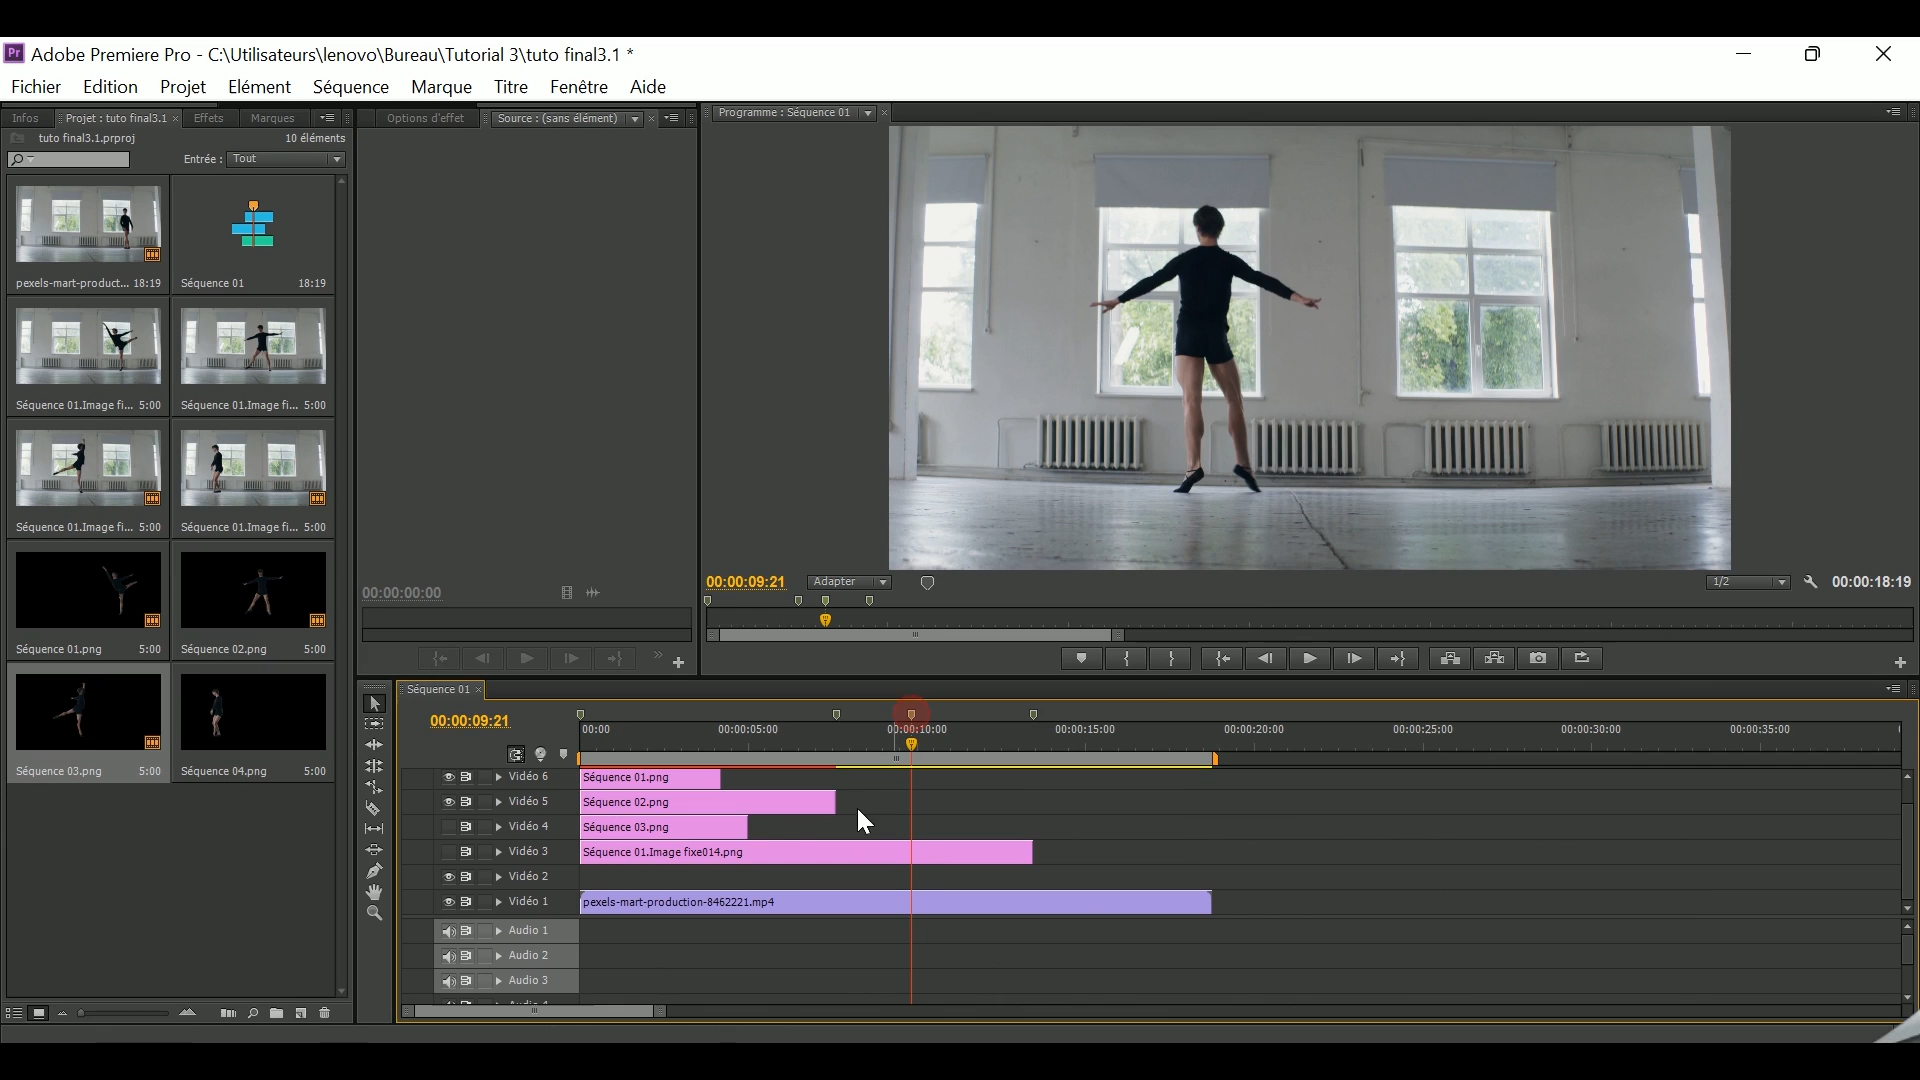 Pr Adobe Premiere Pro - C:\Utilisateurs\lenovo\Bureau\Tutorial 3\tuto final3.1 *
Fichier Edition Projet Elément Séquence Marque Titre Fenêtre Aide
Infos Projet : tuto final3.1 × Effets Marques
tuto final3.1.prproj 10 éléments
Entrée : Tout
pexels-mart-product... 18:19 Séquence 01 18:19
Séquence 01.Image fi... 5:00 Séquence 01.Image fi... 5:00
Séquence 01.Image fi... 5:00 Séquence 01.Image fi... 5:00
Séquence 01.png 5:00 Séquence 02.png 5:00
Séquence 03.png 5:00 Séquence 04.png 5:00
Options d'effet Source : (sans élément) ×
00:00:00:00
Programme : Séquence 01 ×
00:00:09:21 Adapter 1/2 00:00:18:19
Séquence 01 ×
00:00:09:21
00:00 00:00:05:00 00:00:10:00 00:00:15:00 00:00:20:00 00:00:25:00 00:00:30:00 00:00:35:00
Vidéo 6 Séquence 01.png
Vidéo 5 Séquence 02.png
Vidéo 4 Séquence 03.png
Vidéo 3 Séquence 01.Image fixe014.png
Vidéo 2
Vidéo 1 pexels-mart-production-8462221.mp4
Audio 1
Audio 2
Audio 3